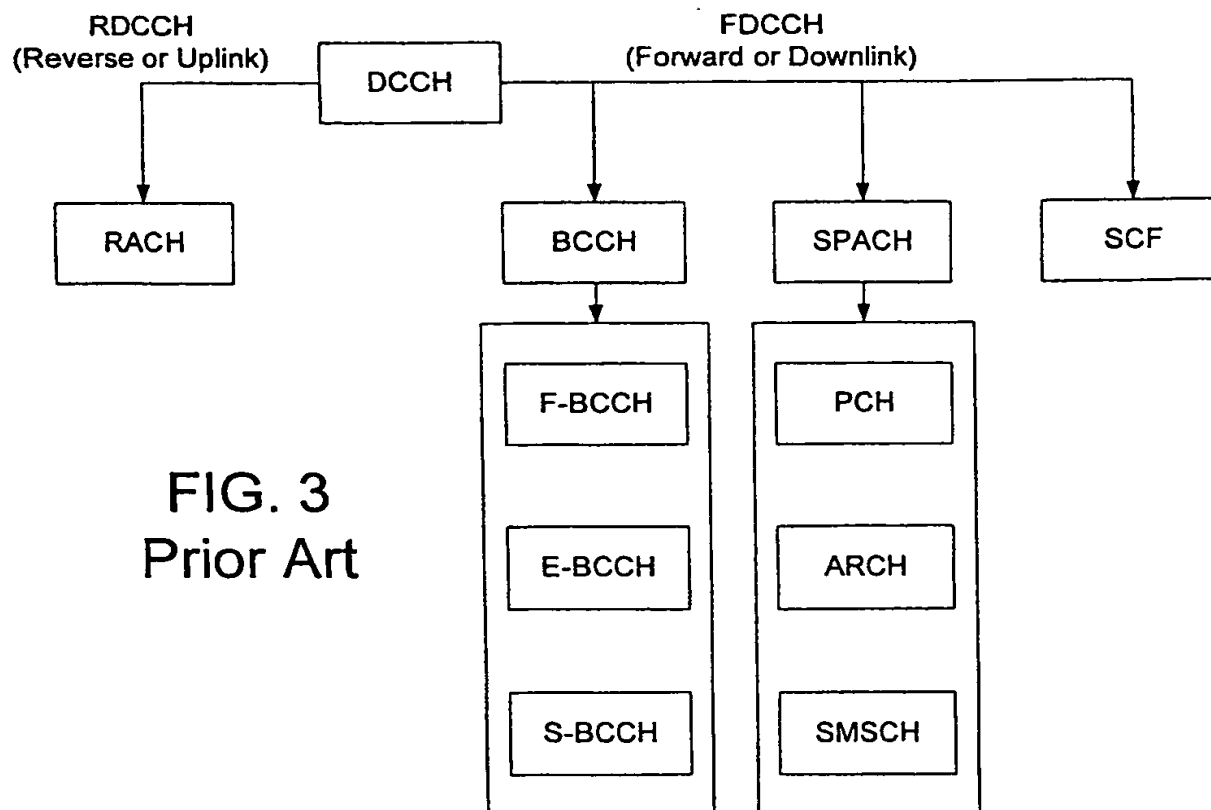 RDCCH
(Reverse or Uplink)
FDCCH
(Forward or Downlink)
DCCH
RACH
BCCH
SPACH
SCF
F-BCCH
PCH
E-BCCH
ARCH
S-BCCH
SMSCH
FIG. 3
Prior Art